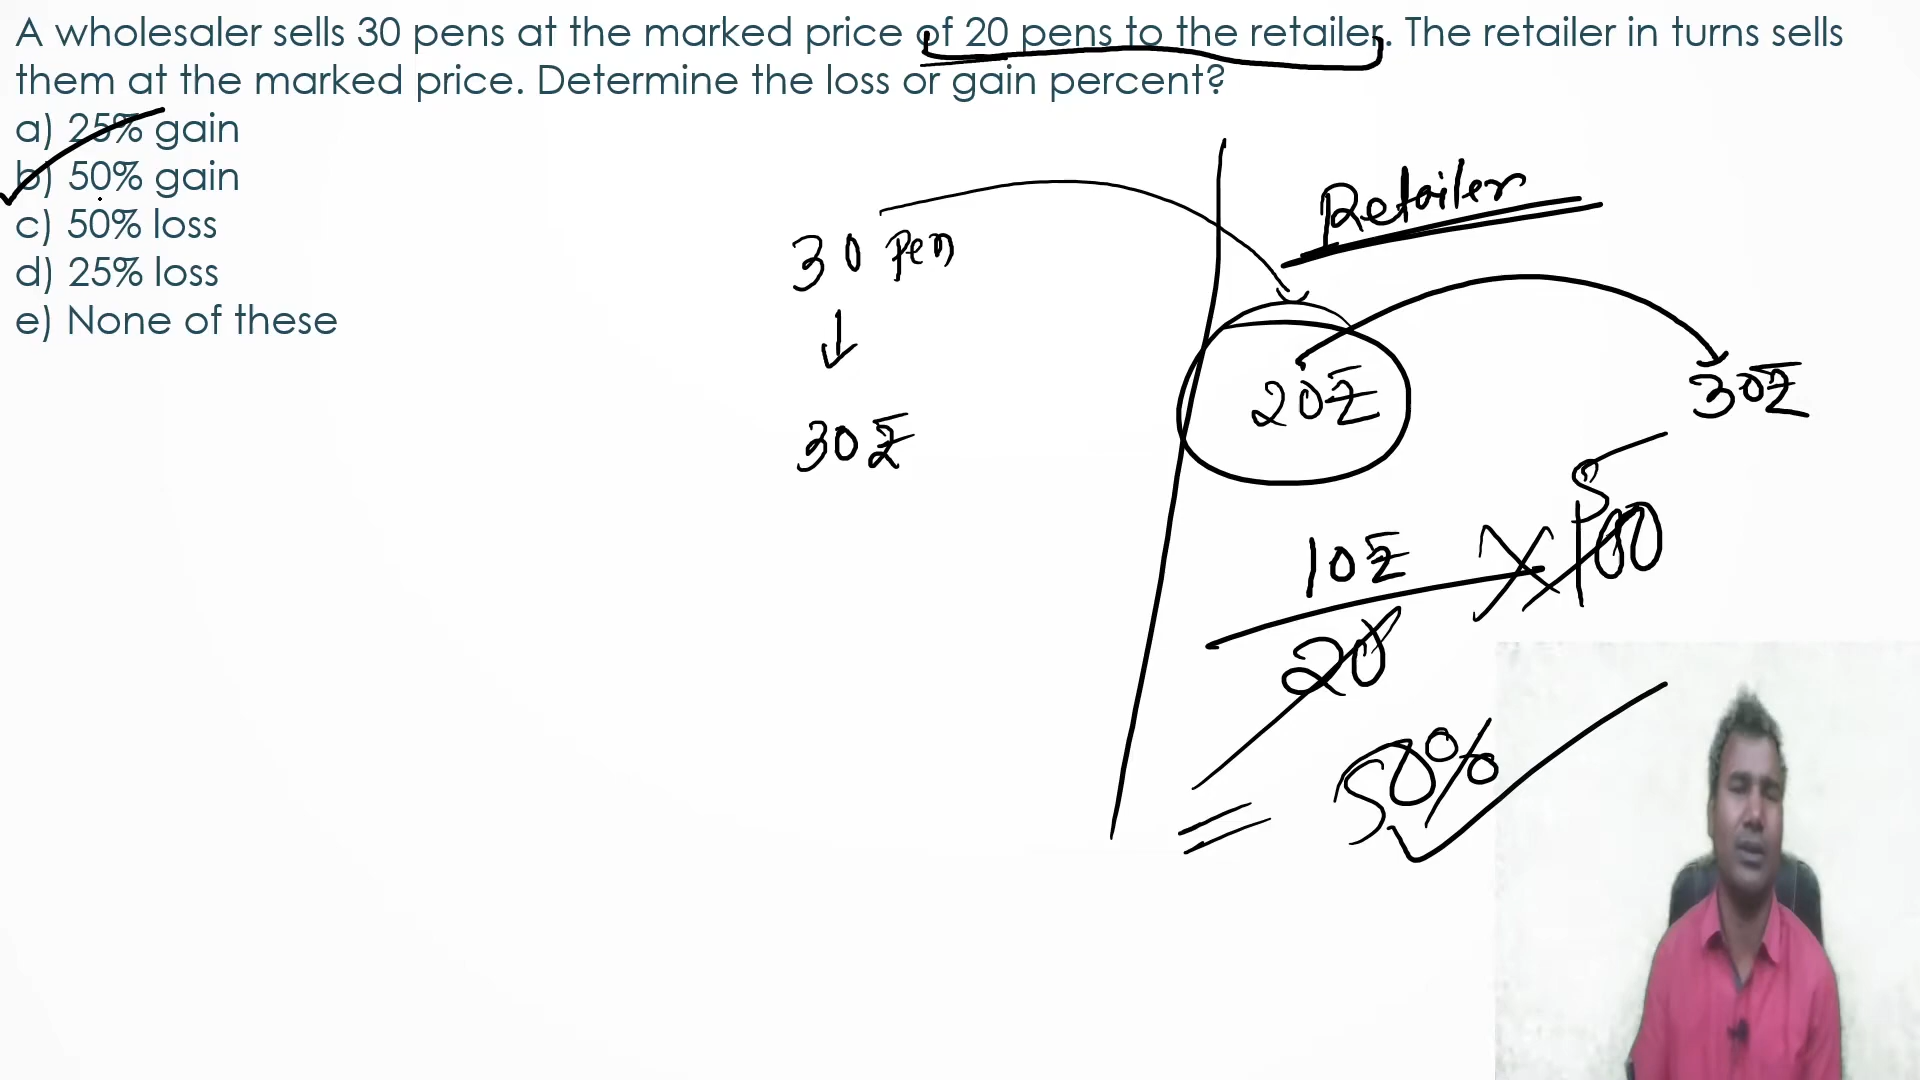 A wholesaler sells 30 pens at the marked price of 20 pens to the retailer. The retailer in turns sells
them at the marked price. Determine the loss or gain percent?
a) 25% gain
b) 50% gain
c) 50% loss
d) 25% loss
e) None of these
Retailer
30 Pen
20₹
30₹
30₹
5
10₹ × 100
20
= 50%